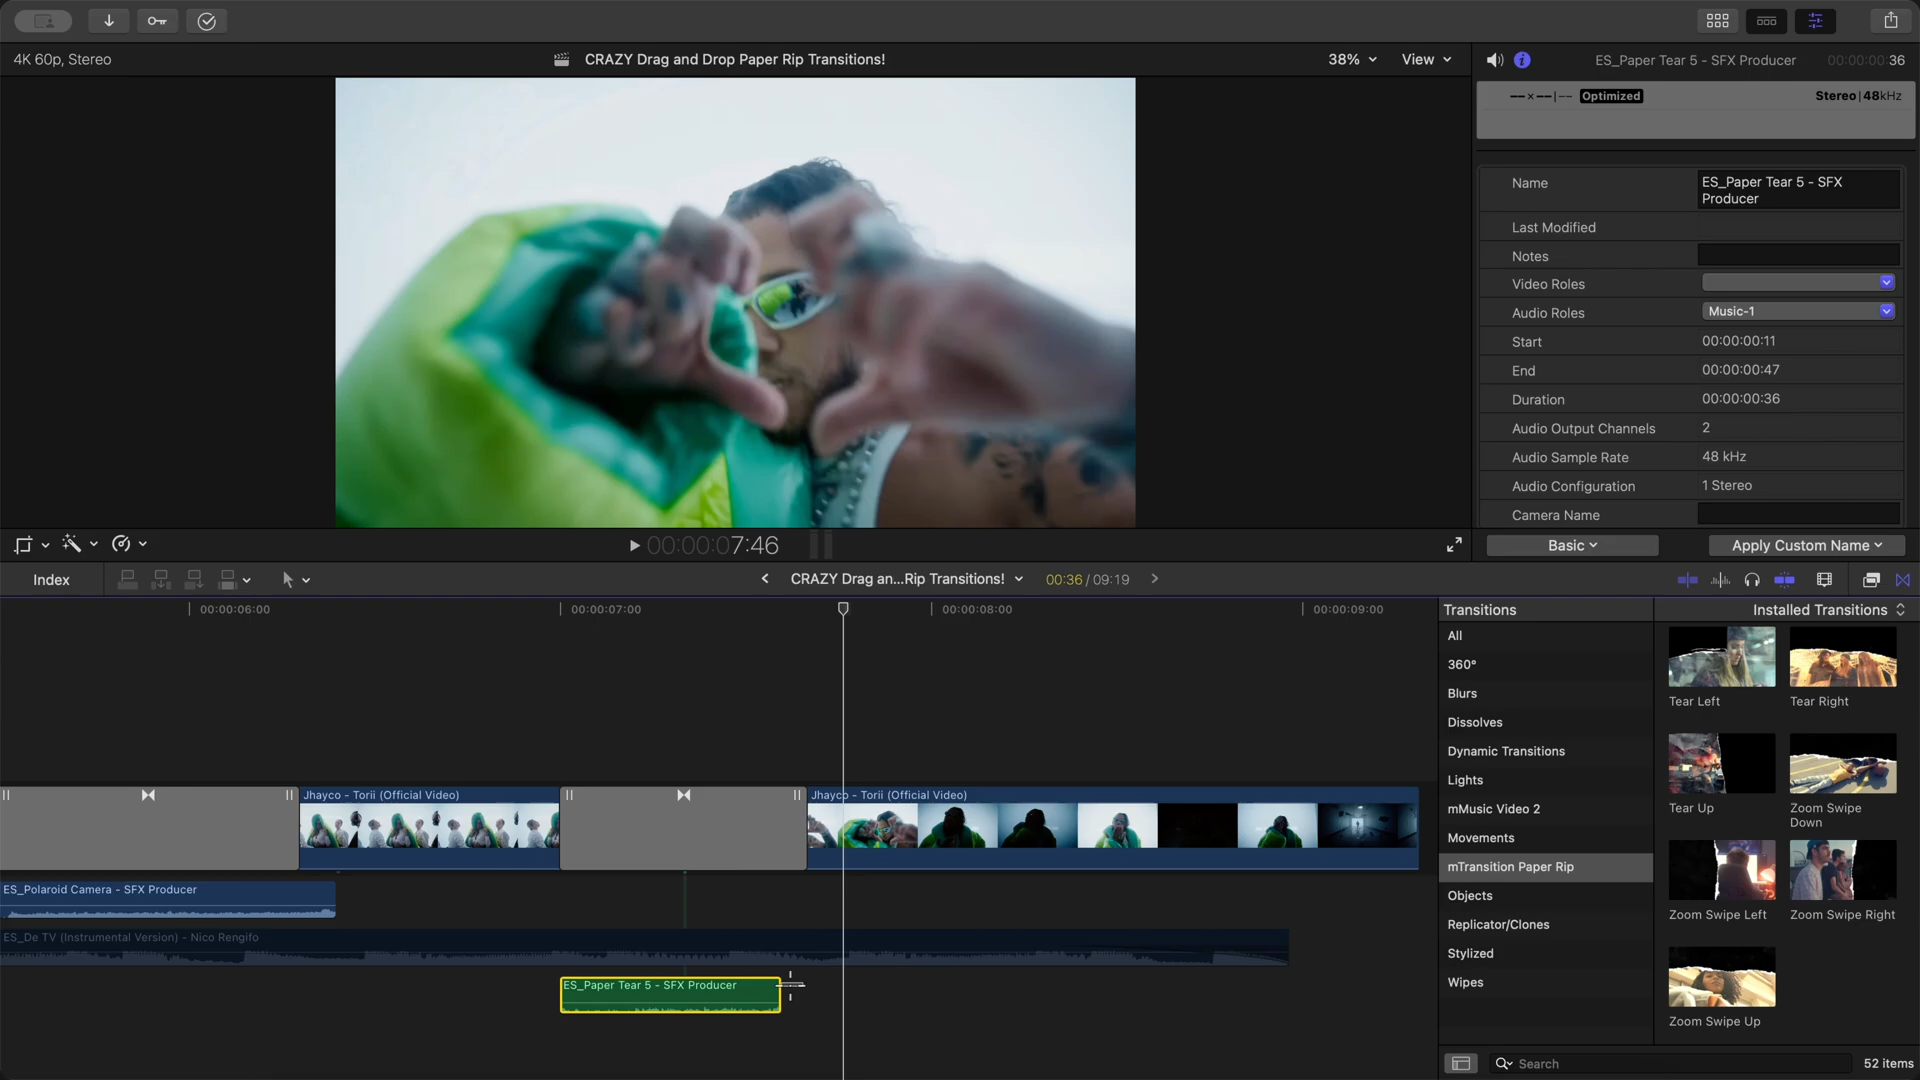 4K 60p, Stereo
CRAZY Drag and Drop Paper Rip Transitions!
38%
View
ES_Paper Tear 5 - SFX Producer
00:00:00:36
Optimized
Stereo | 48kHz
Name
ES_Paper Tear 5 - SFX
Producer
Last Modified
Notes
Video Roles
Audio Roles
Music-1
Start
00:00:00:11
End
00:00:00:47
Duration
00:00:00:36
Audio Output Channels
2
Audio Sample Rate
48 kHz
Audio Configuration
1 Stereo
Camera Name
00:00:07:46
Basic
Apply Custom Name
Index
CRAZY Drag an...Rip Transitions!
00:36 / 09:19
00:00:06:00
00:00:07:00
00:00:08:00
00:00:09:00
Jhayco - Torii (Official Video)
Jhayco - Torii (Official Video)
ES_Polaroid Camera - SFX Producer
ES_De TV (Instrumental Version) - Nico Rengifo
ES_Paper Tear 5 - SFX Producer
Transitions
Installed Transitions
All
360°
Blurs
Dissolves
Dynamic Transitions
Lights
mMusic Video 2
Movements
mTransition Paper Rip
Objects
Replicator/Clones
Stylized
Wipes
Tear Left
Tear Right
Tear Up
Zoom Swipe
Down
Zoom Swipe Left
Zoom Swipe Right
Zoom Swipe Up
Search
52 items